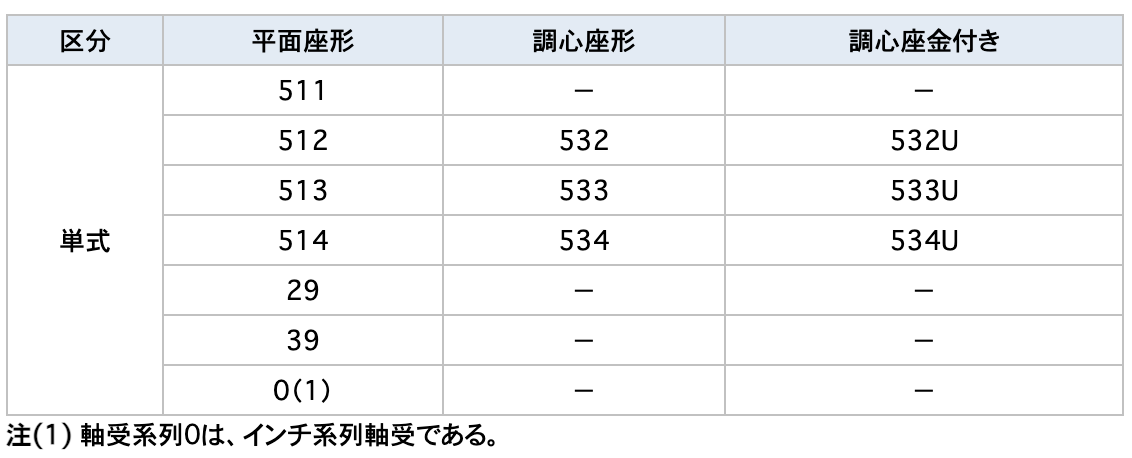 区分 平面座形 調心座形 調心座金付き
511 － －
512 532 532U
513 533 533U
単式 514 534 534U
29 － －
39 － －
0(1) － －
注(1) 軸受系列0は、インチ系列軸受である。